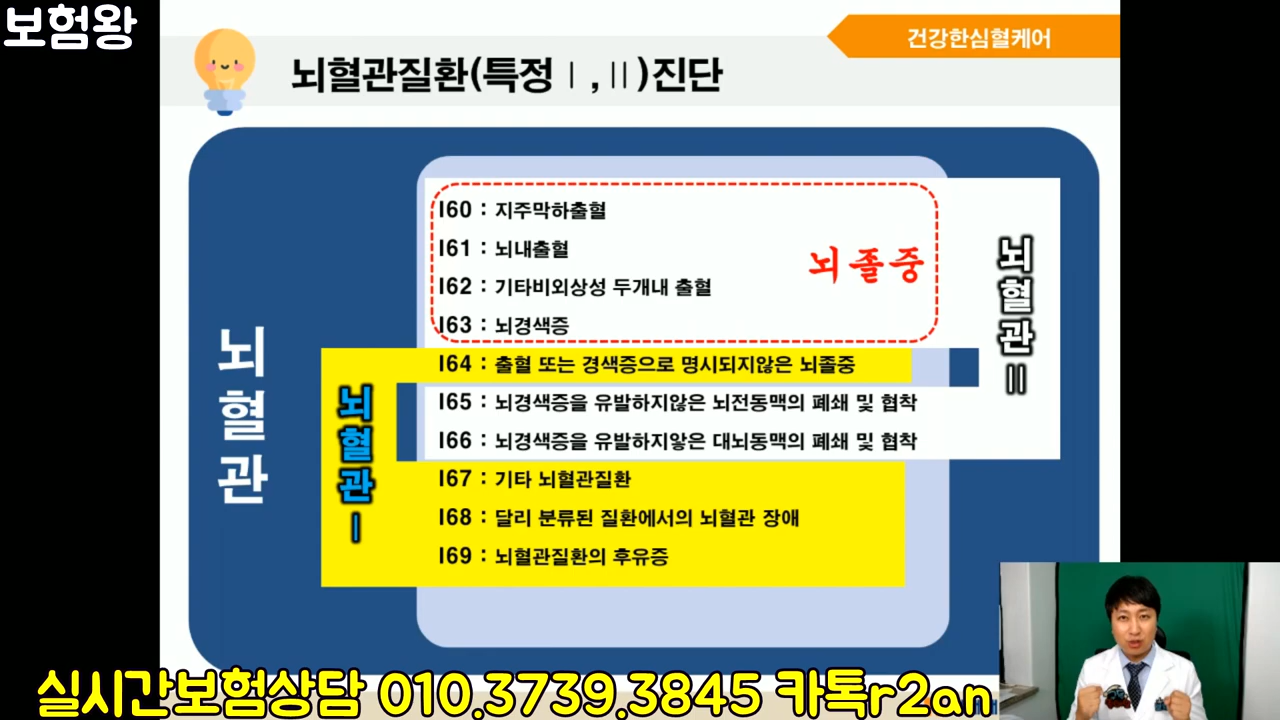 보험왕
건강한심혈케어
뇌혈관질환(특정Ⅰ,Ⅱ)진단
I60 : 지주막하출혈
I61 : 뇌내출혈
I62 : 기타비외상성 두개내 출혈
I63 : 뇌경색증
뇌졸중
I64 : 출혈 또는 경색증으로 명시되지않은 뇌졸중
I65 : 뇌경색증을 유발하지않은 뇌전동맥의 폐쇄 및 협착
I66 : 뇌경색증을 유발하지않은 대뇌동맥의 폐쇄 및 협착
I67 : 기타 뇌혈관질환
I68 : 달리 분류된 질환에서의 뇌혈관 장애
I69 : 뇌혈관질환의 후유증
뇌혈관
뇌혈관Ⅰ
뇌혈관Ⅱ
실시간보험상담 010.3739.3845 카톡r2an